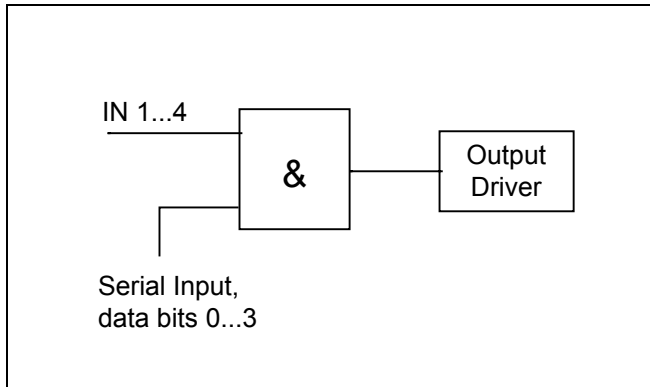 IN 1...4
&
Output
Driver
Serial Input,
data bits 0...3